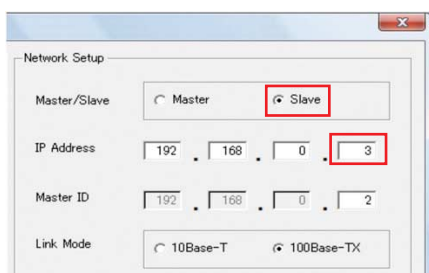 Network Setup
Master/Slave Master Slave
IP Address 192 . 168 . 0 . 3
Master ID 192 . 168 . 0 . 2
Link Mode 10Base-T 100Base-TX